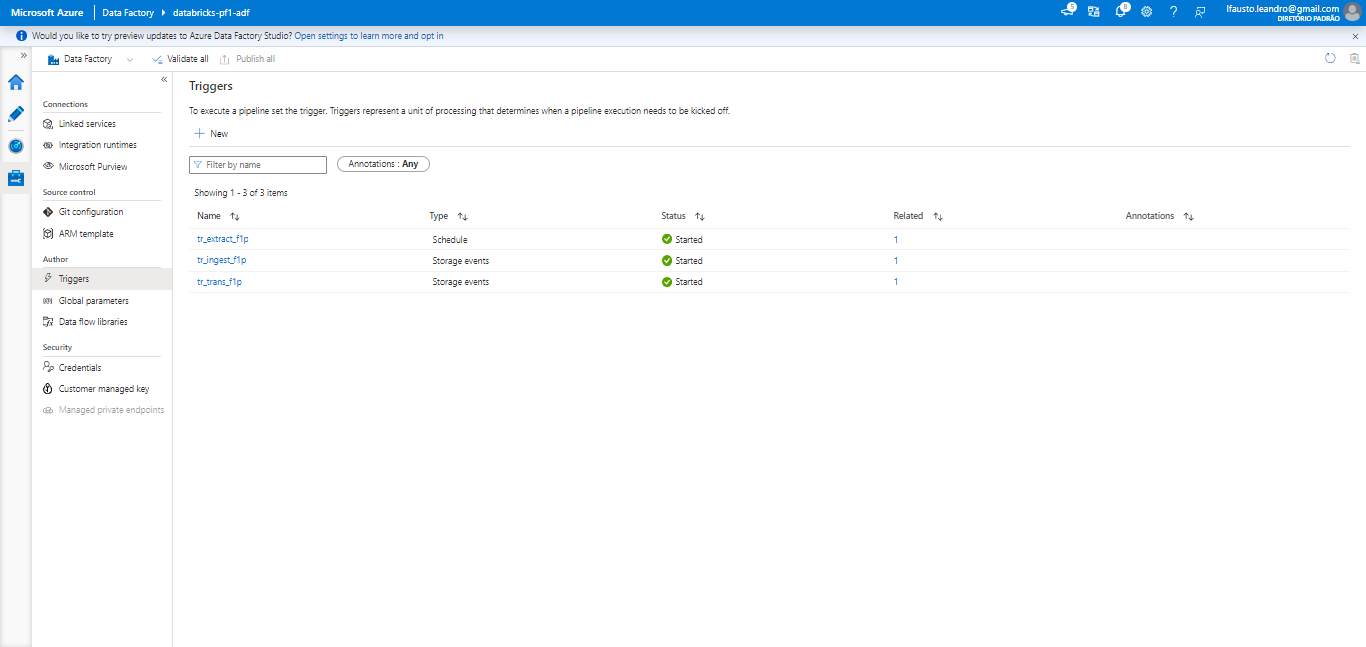 Microsoft Azure Data Factory databricks-pf1-adf 5 8 lfausto.leandro@gmail.com
DIRETÓRIO PADRÃO
Would you like to try preview updates to Azure Data Factory Studio? Open settings to learn more and opt in
Data Factory Validate all Publish all
Connections
Linked services
Integration runtimes
Microsoft Purview
Source control
Git configuration
ARM template
Author
Triggers
Global parameters
Data flow libraries
Security
Credentials
Customer managed key
Managed private endpoints
Triggers
To execute a pipeline set the trigger. Triggers represent a unit of processing that determines when a pipeline execution needs to be kicked off.
New
Filter by name Annotations : Any
Showing 1 - 3 of 3 items
Name Type Status Related Annotations
tr_extract_f1p Schedule Started 1
tr_ingest_f1p Storage events Started 1
tr_trans_f1p Storage events Started 1